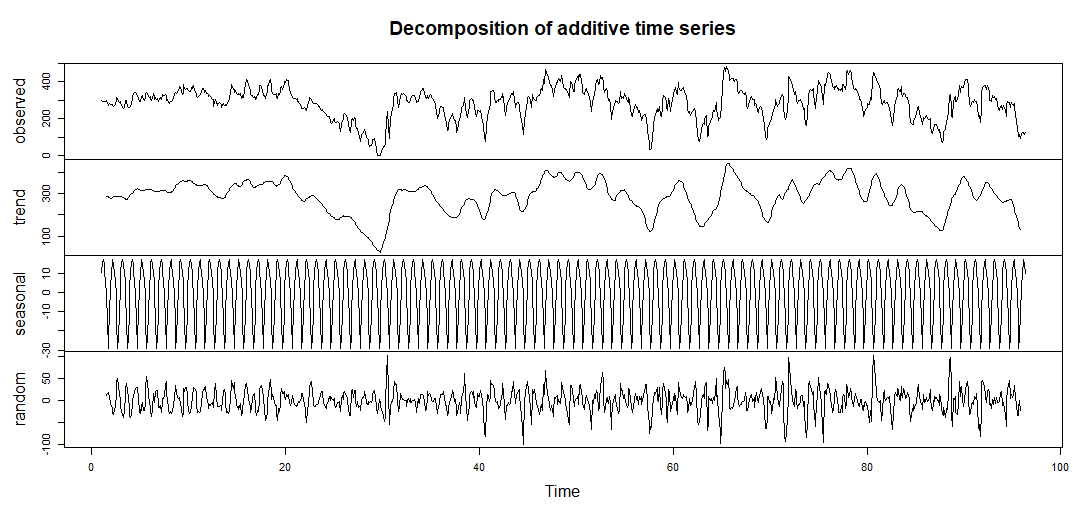 Decomposition of additive time series
observed
0 200 400
trend
100 300
seasonal
-30 -10 0 10
random
-100 0 50
0 20 40 60 80 100
Time